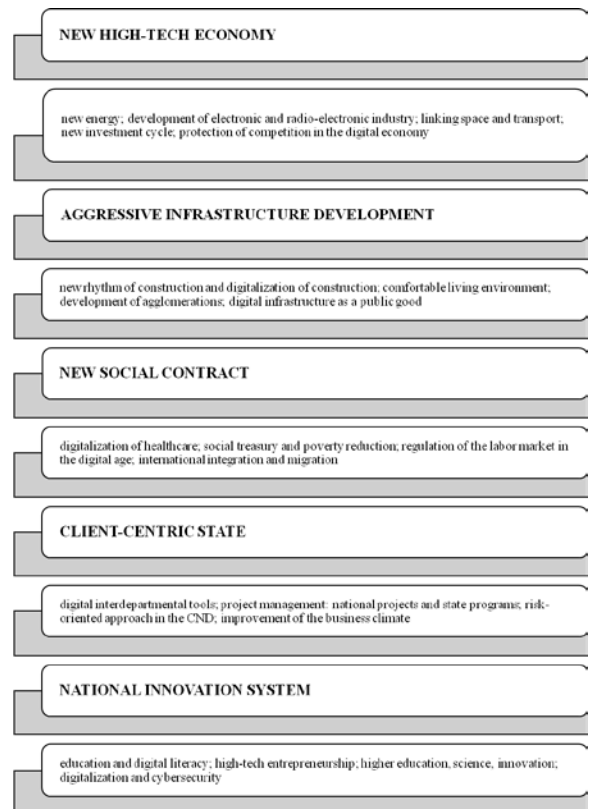 NEW HIGH-TECH ECONOMY
new energy; development of electronic and radio-electronic industry; linking space and transport;
new investment cycle; protection of competition in the digital economy
AGGRESSIVE INFRASTRUCTURE DEVELOPMENT
new rhythm of construction and digitalization of construction; comfortable living environment;
development of agglomerations; digital infrastructure as a public good
NEW SOCIAL CONTRACT
digitalization of healthcare; social treasury and poverty reduction; regulation of the labor market in
the digital age; international integration and migration
CLIENT-CENTRIC STATE
digital interdepartmental tools; project management: national projects and state programs; risk-
oriented approach in the CND; improvement of the business climate
NATIONAL INNOVATION SYSTEM
education and digital literacy; high-tech entrepreneurship; higher education, science, innovation;
digitalization and cybersecurity